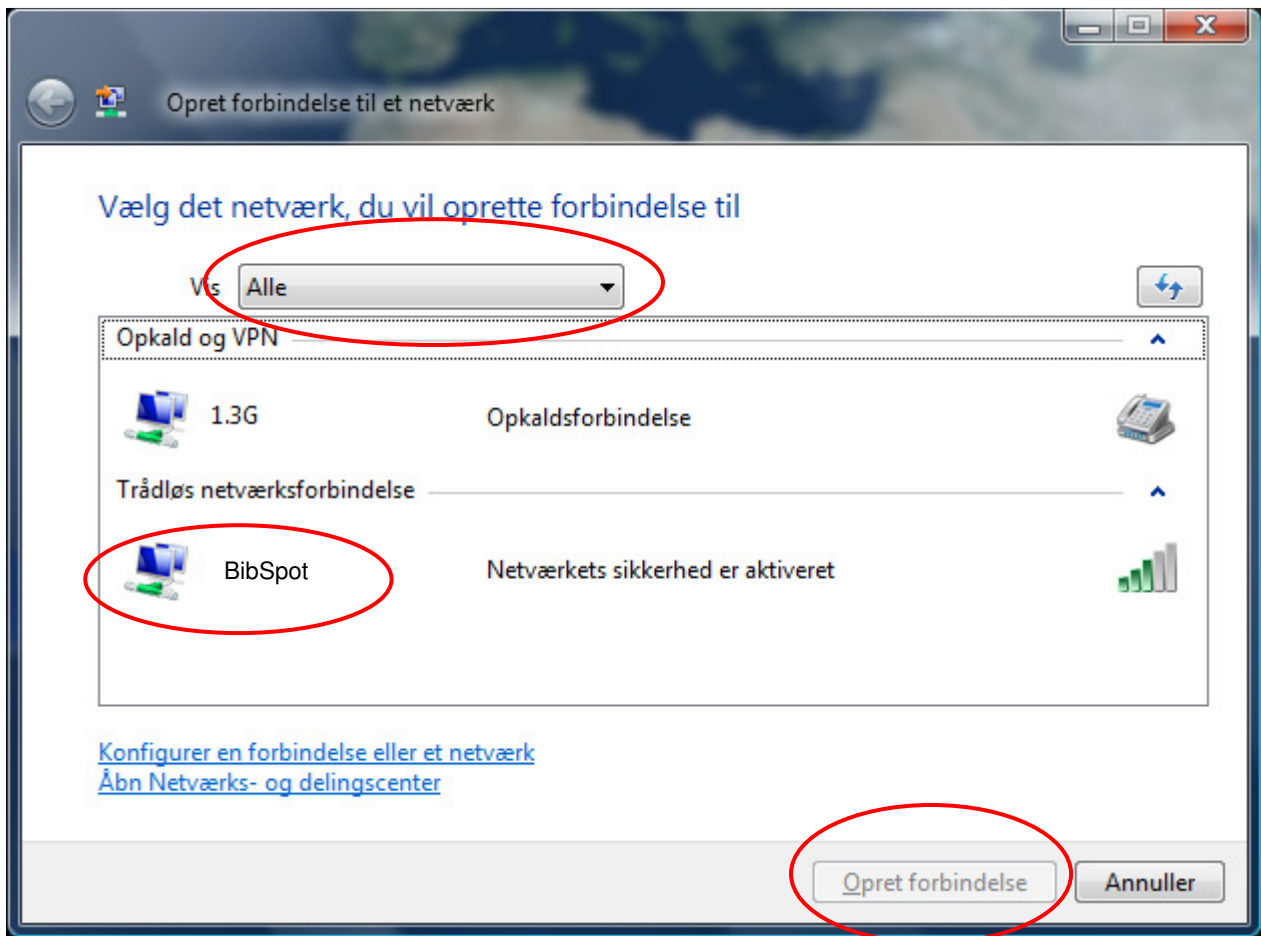 Opret forbindelse til et netværk
Vælg det netværk, du vil oprette forbindelse til
Vis Alle
Opkald og VPN
1.3G Opkaldsforbindelse
Trådløs netværksforbindelse
BibSpot Netværkets sikkerhed er aktiveret
Konfigurer en forbindelse eller et netværk
Åbn Netværks- og delingscenter
Opret forbindelse Annuller